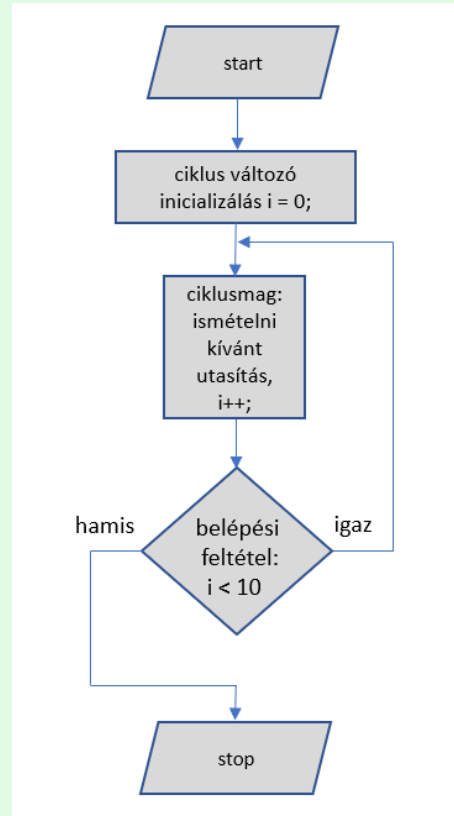 start
ciklus változó
inicializálás i = 0;
ciklusmag:
ismételni
kívánt
utasítás,
i++;
hamis
igaz
belépési
feltétel:
i < 10
stop